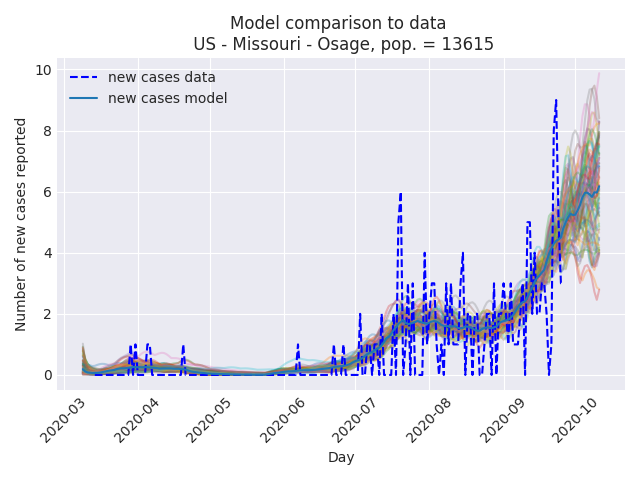 Model comparison to data
US - Missouri - Osage, pop. = 13615
new cases data
new cases model
Number of new cases reported
10
8
6
4
2
0
2020-03
2020-04
2020-05
2020-06
2020-07
2020-08
2020-09
2020-10
Day